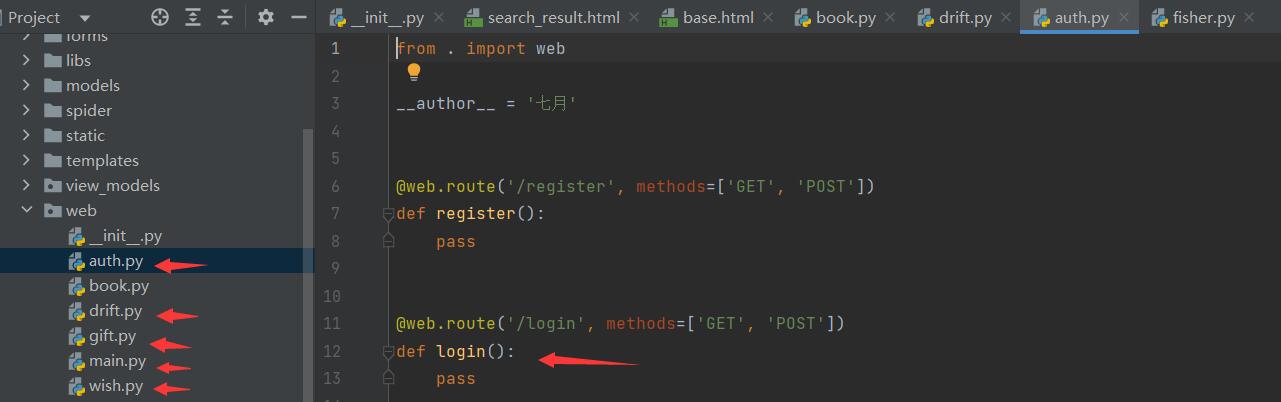 Project
forms
libs
models
spider
static
templates
view_models
web
__init__.py
auth.py
book.py
drift.py
gift.py
main.py
wish.py
__init__.py search_result.html base.html book.py drift.py auth.py fisher.py
1 from . import web
2
3 __author__ = '七月'
4
5
6 @web.route('/register', methods=['GET', 'POST'])
7 def register():
8 pass
9
10
11 @web.route('/login', methods=['GET', 'POST'])
12 def login():
13 pass